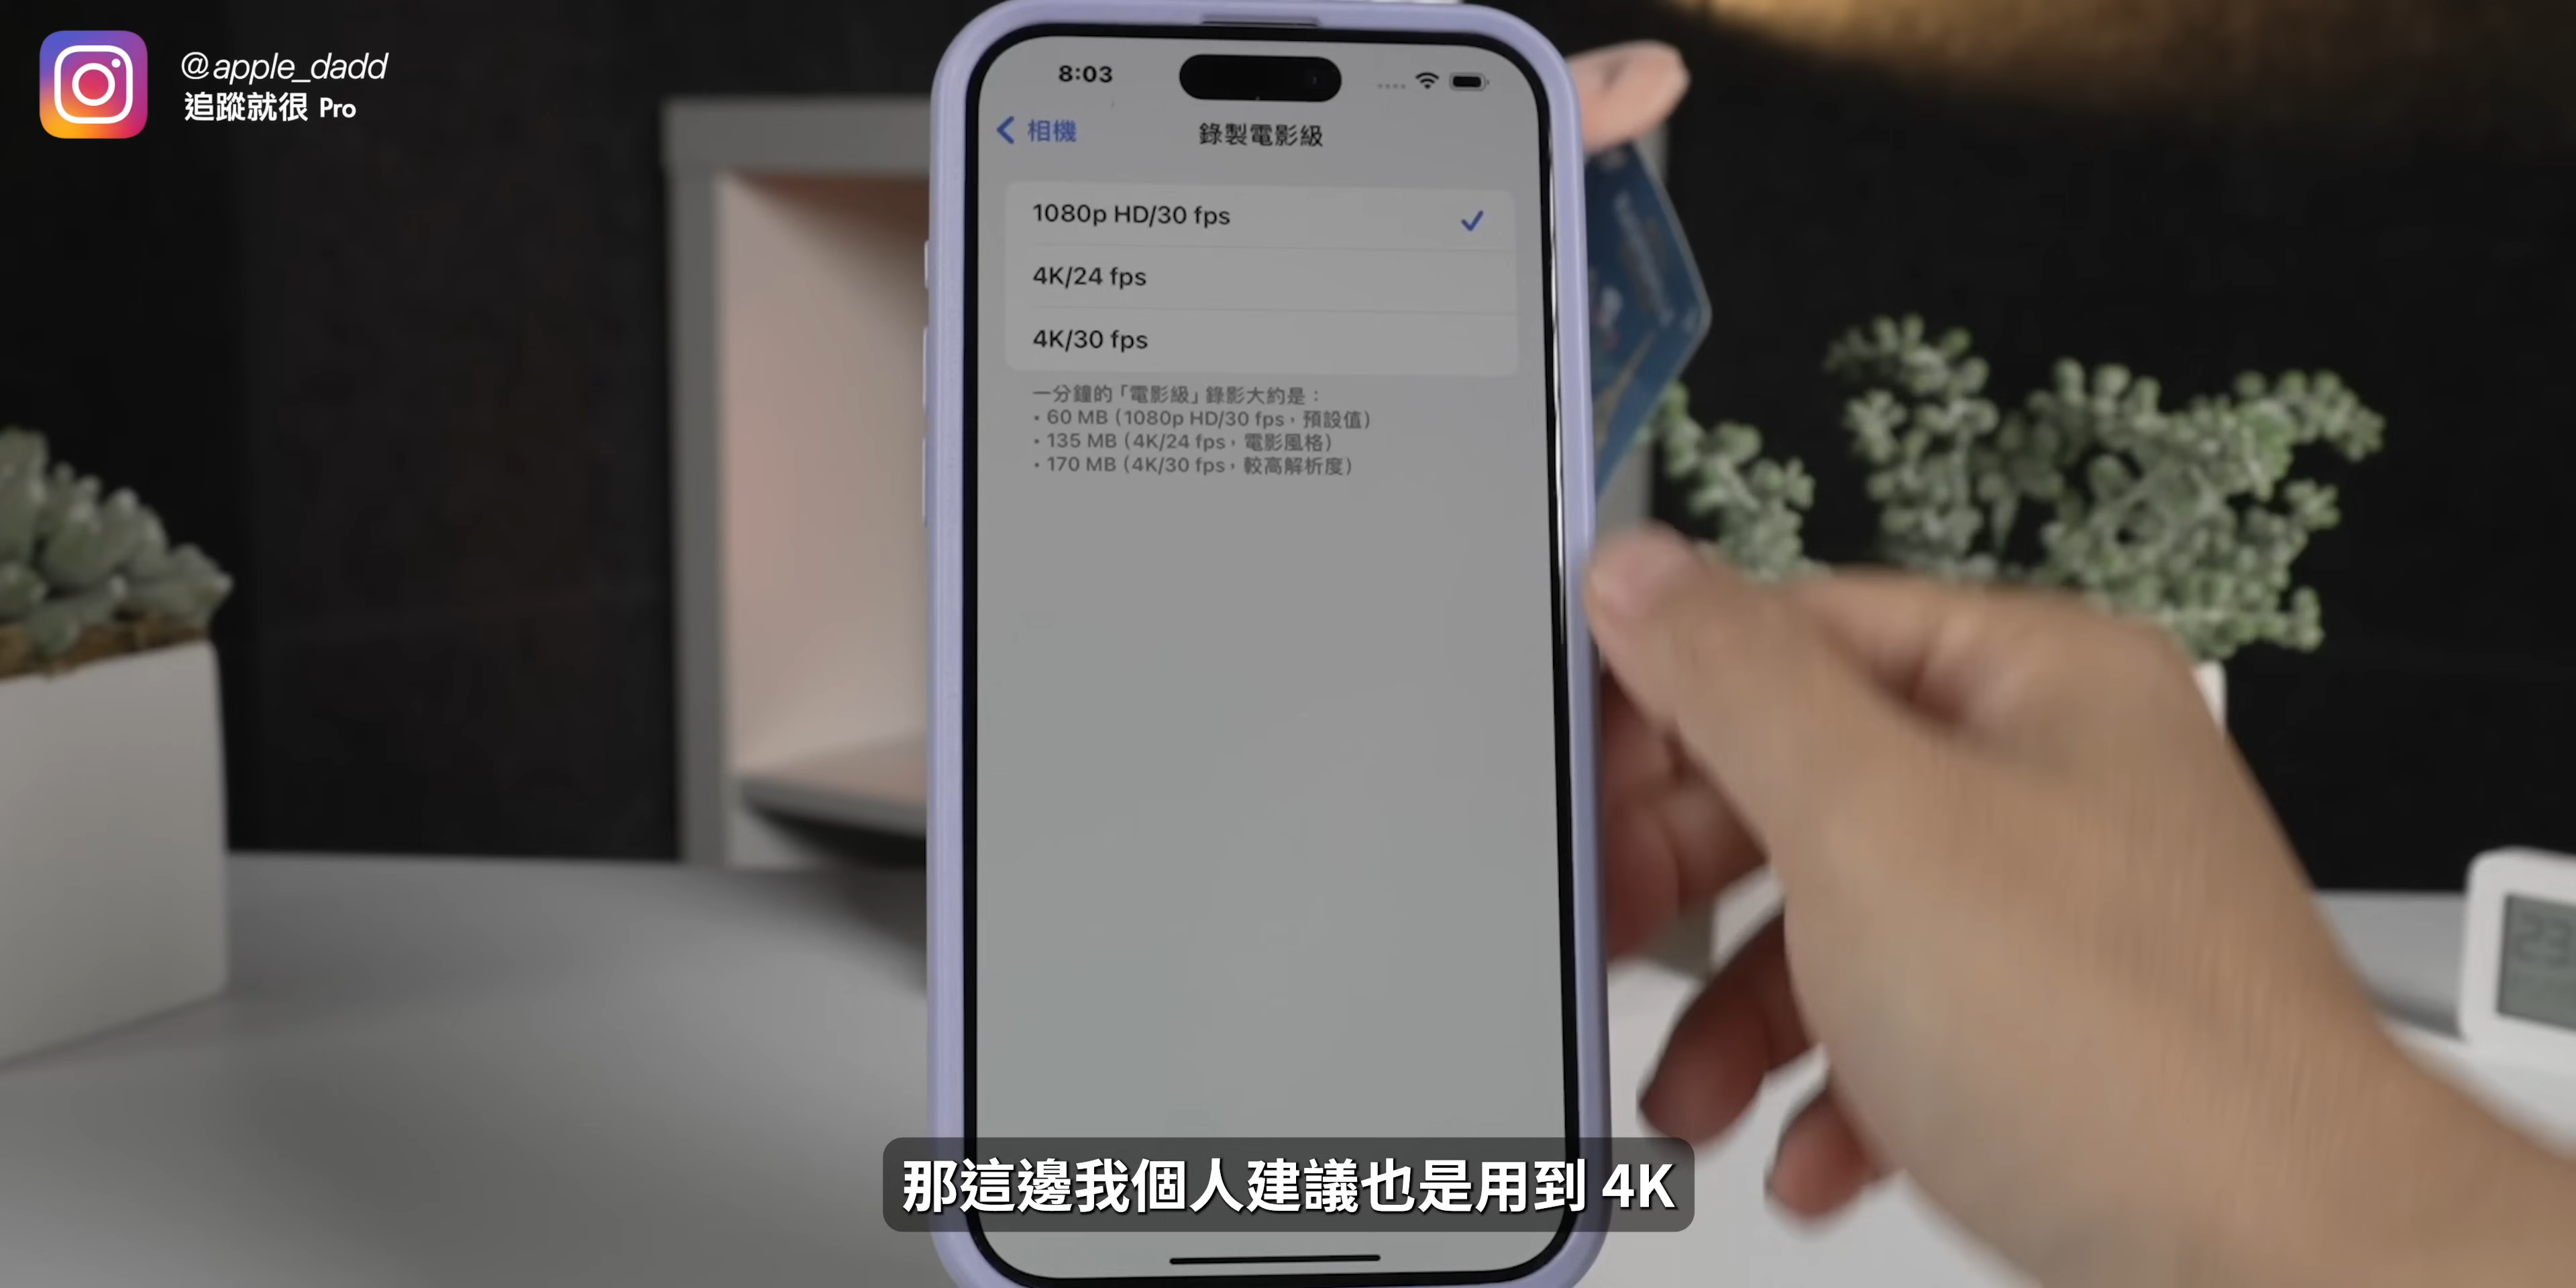 @apple_dadd
追蹤就很 Pro
8:03
相機
錄製電影級
1080p HD/30 fps
4K/24 fps
4K/30 fps
一分鐘的「電影級」錄影大約是：
• 60 MB（1080p HD/30 fps，預設值）
• 135 MB（4K/24 fps，電影風格）
• 170 MB（4K/30 fps，較高解析度）
23
那這邊我個人建議也是用到 4K